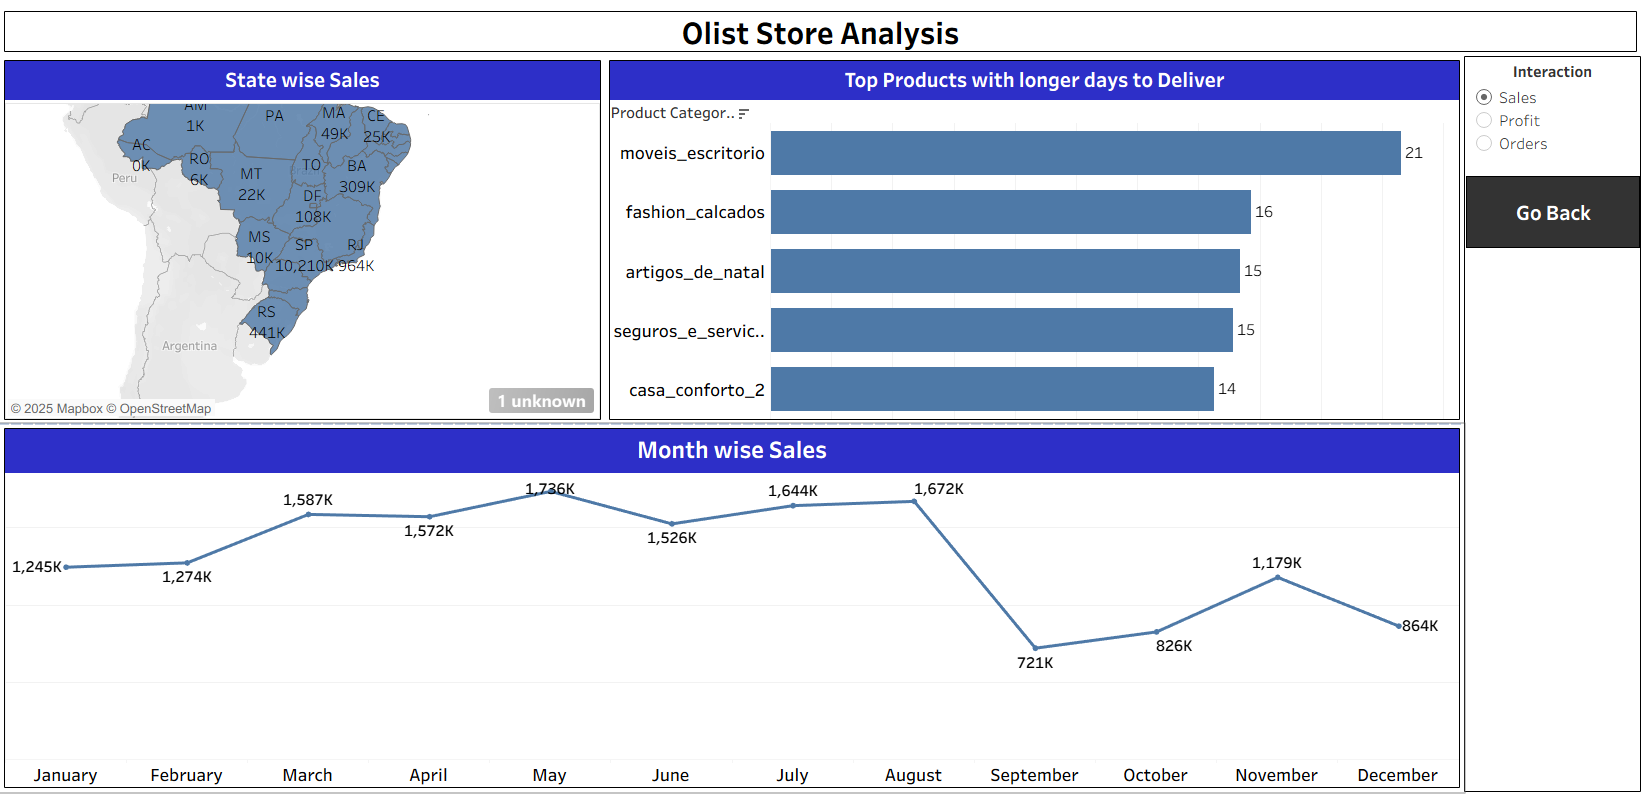 Olist Store Analysis
State wise Sales
AM
1K
PA
MA
49K
CE
25K
AC
0K
RO
6K
MT
22K
TO
BA
309K
DF
108K
MS
10K
SP
10,210K
RJ
964K
RS
441K
Peru
Argentina
1 unknown
© 2025 Mapbox © OpenStreetMap
Top Products with longer days to Deliver
Product Categor..
moveis_escritorio 21
fashion_calcados 16
artigos_de_natal 15
seguros_e_servic.. 15
casa_conforto_2 14
Interaction
Sales
Profit
Orders
Go Back
Month wise Sales
1,245K
1,274K
1,587K
1,572K
1,736K
1,526K
1,644K
1,672K
721K
826K
1,179K
864K
January February March April May June July August September October November December